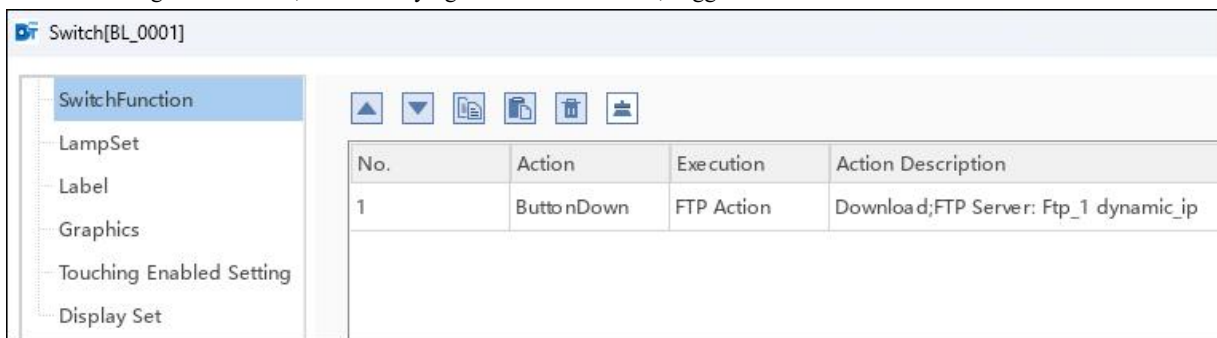 Switch[BL_0001]
SwitchFunction
LampSet
Label
Graphics
Touching Enabled Setting
Display Set
No. Action Execution Action Description
1 ButtonDown FTP Action Download;FTP Server: Ftp_1 dynamic_ip